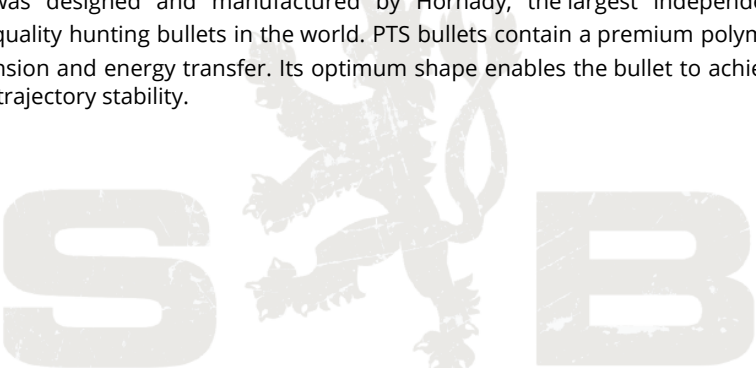 was designed and manufactured by Hornady, the largest independe
quality hunting bullets in the world. PTS bullets contain a premium polym
nsion and energy transfer. Its optimum shape enables the bullet to achie
trajectory stability.
S B